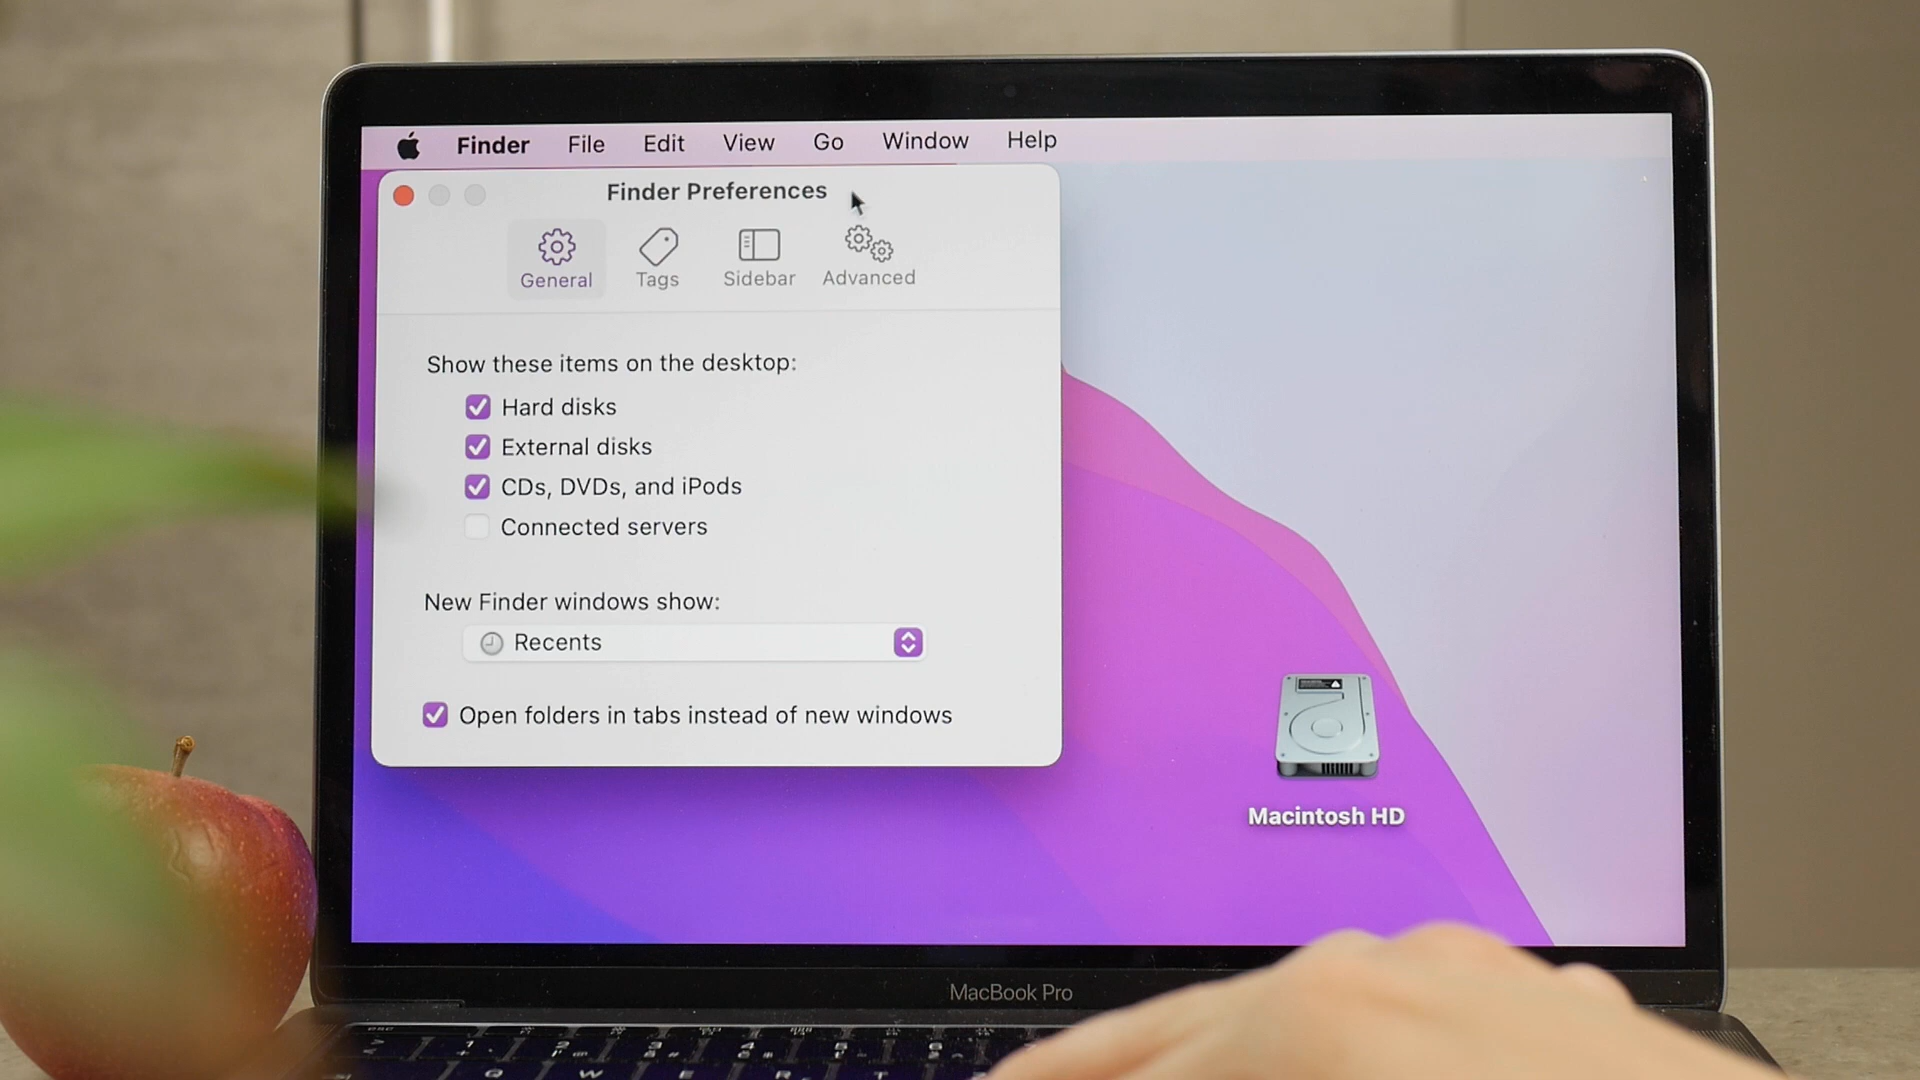 Finder File Edit View Go Window Help
Finder Preferences
General Tags Sidebar Advanced
Show these items on the desktop:
Hard disks
External disks
CDs, DVDs, and iPods
Connected servers
New Finder windows show:
Recents
Open folders in tabs instead of new windows
Macintosh HD
MacBook Pro
Q W E R T